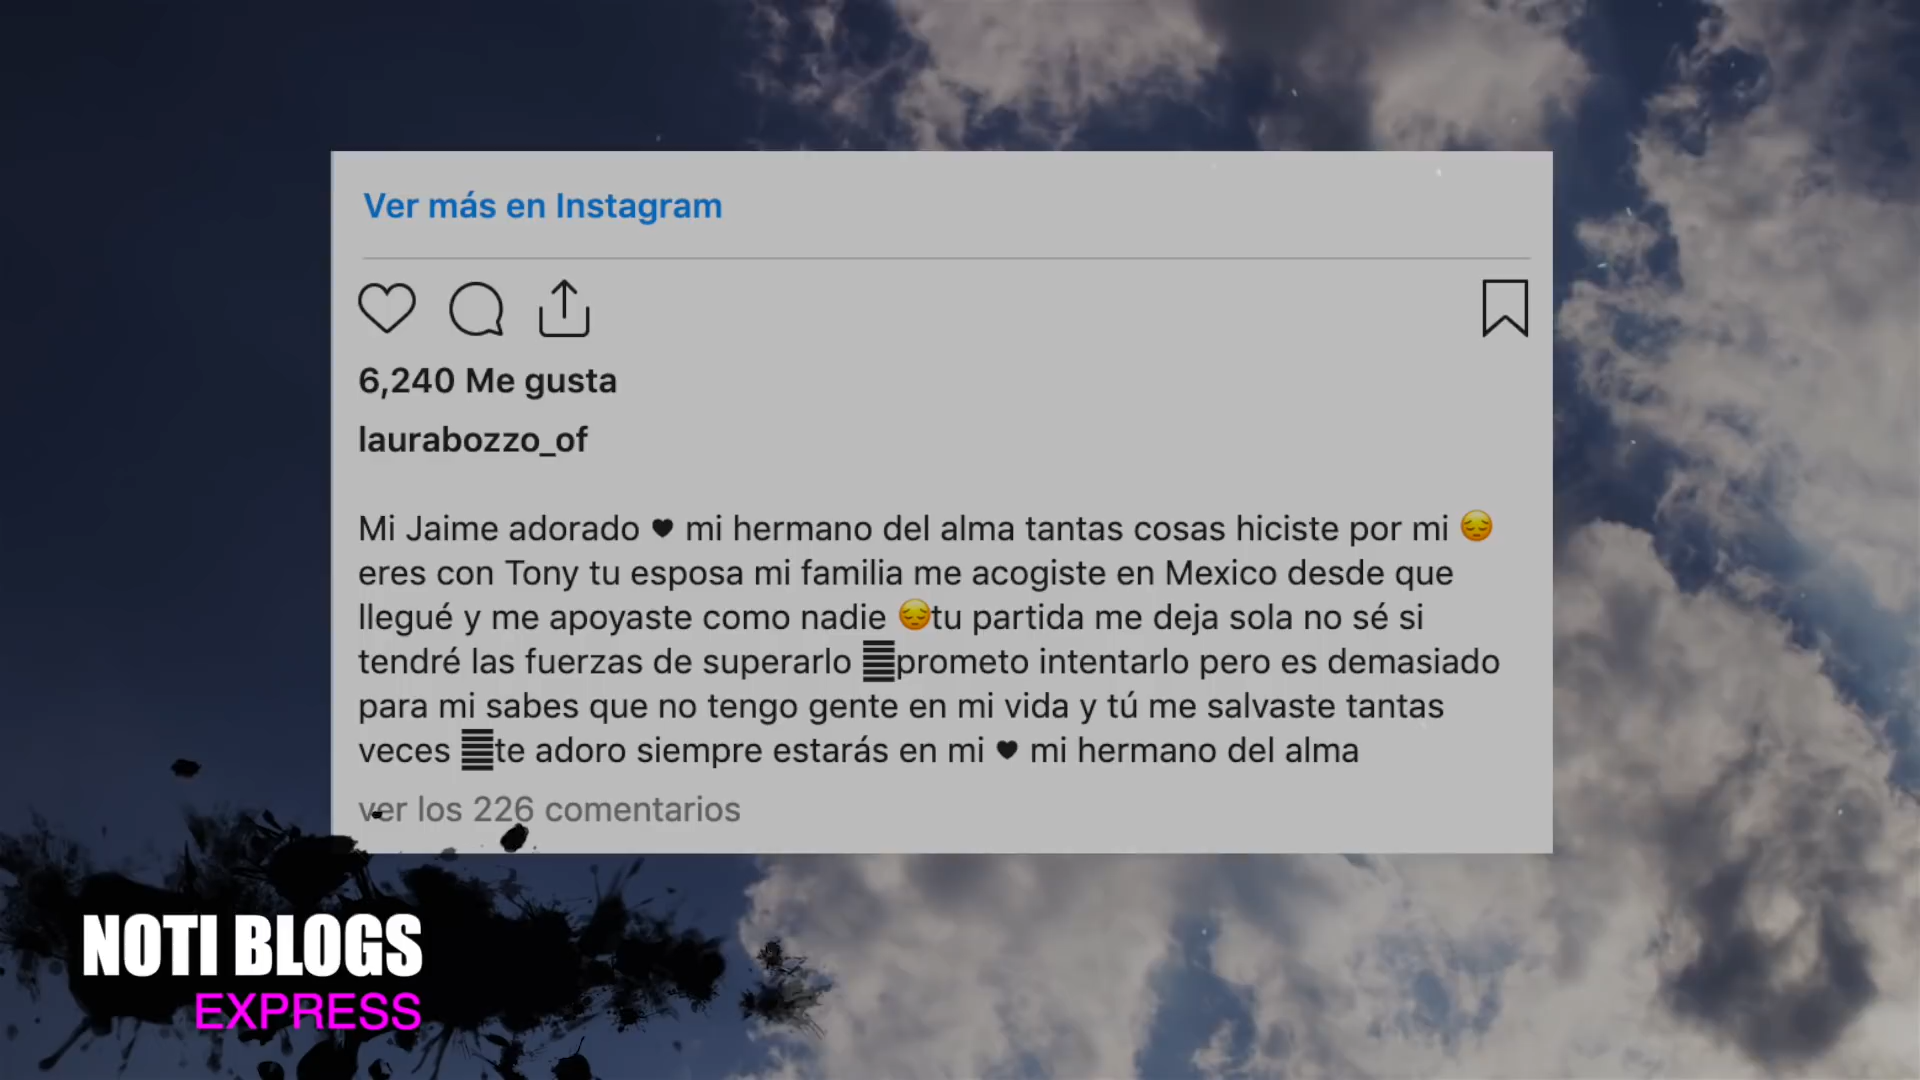 Ver más en Instagram
6,240 Me gusta
laurabozzo_of
Mi Jaime adorado ♥ mi hermano del alma tantas cosas hiciste por mi 😔
eres con Tony tu esposa mi familia me acogiste en Mexico desde que
llegué y me apoyaste como nadie 😔tu partida me deja sola no sé si
tendré las fuerzas de superarlo prometo intentarlo pero es demasiado
para mi sabes que no tengo gente en mi vida y tú me salvaste tantas
veces te adoro siempre estarás en mi ♥ mi hermano del alma
ver los 226 comentarios
NOTI BLOGS
EXPRESS